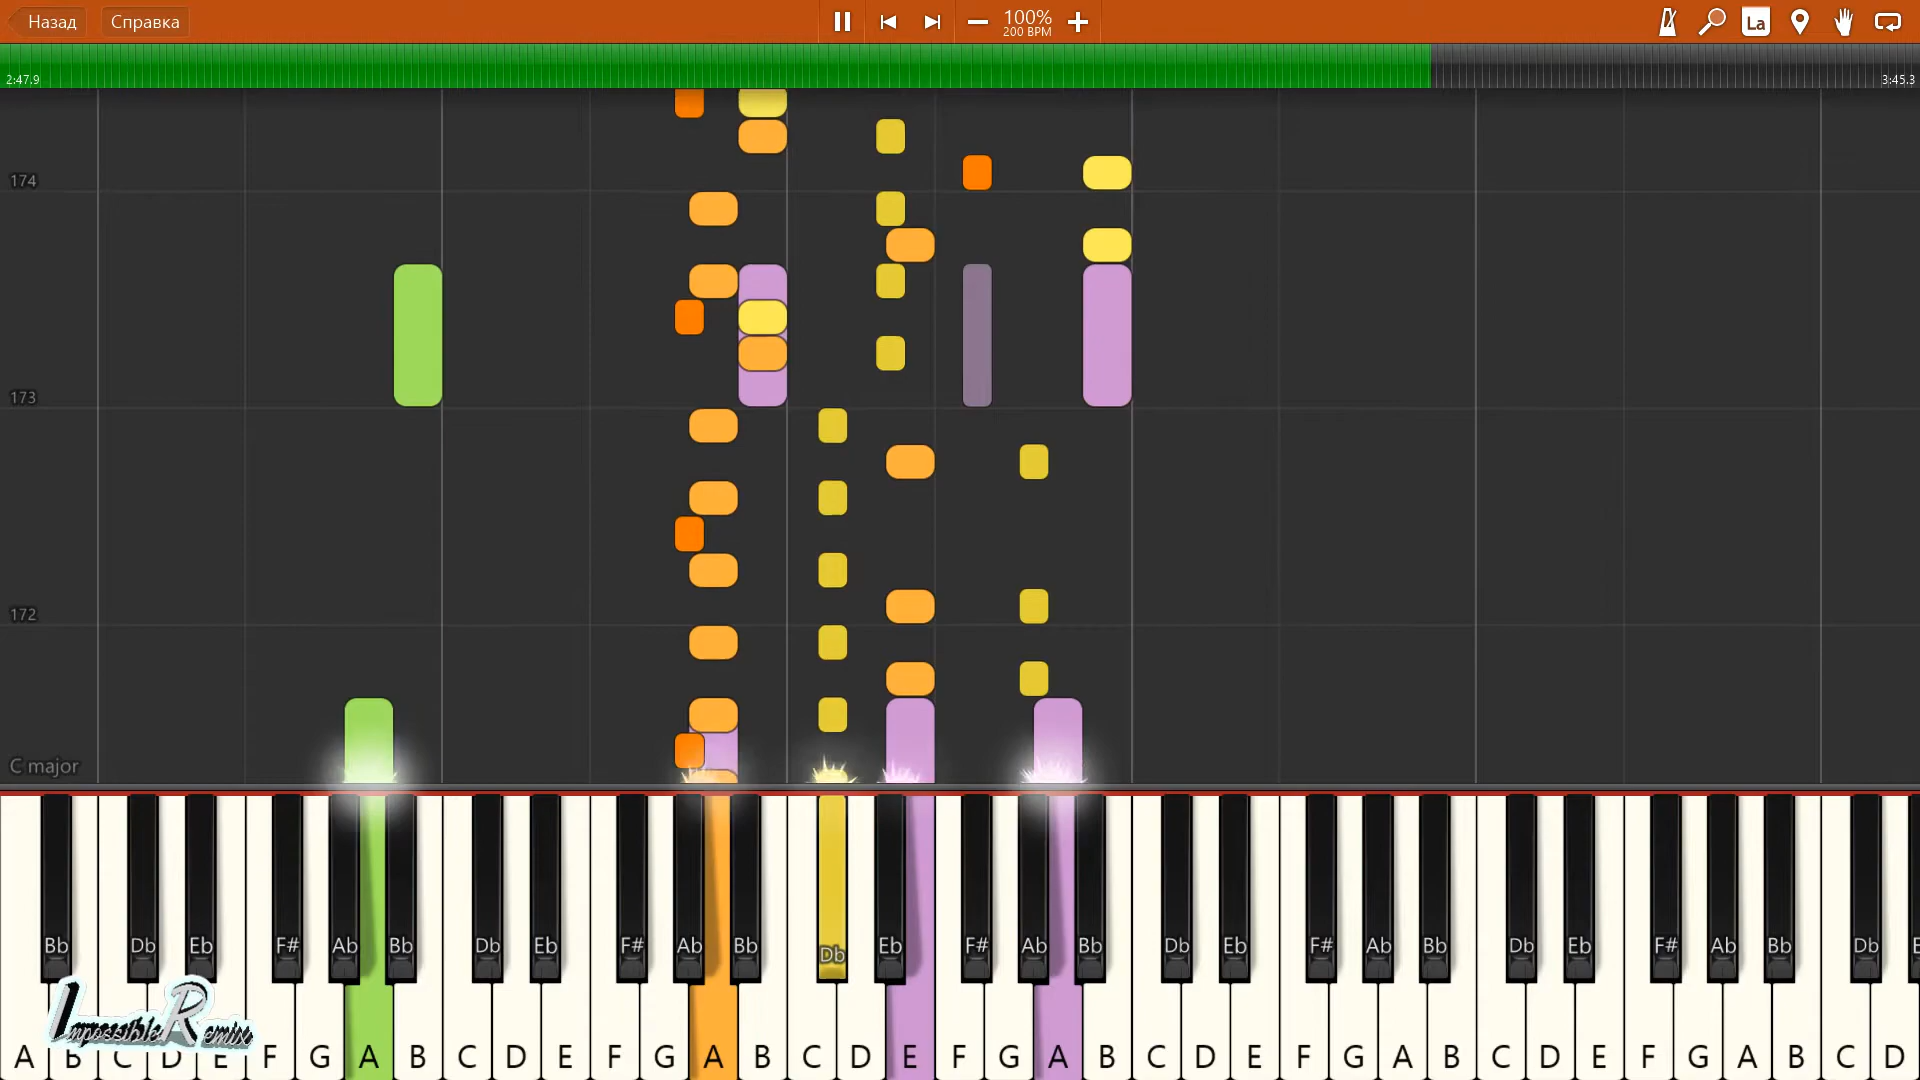 Назад Справка 100% La
200 BPM
2:47,9 3:45.3
174
173
172
C major
Bb Db Eb F# Ab Bb Db Eb F# Ab Bb Db Eb F# Ab Bb Db Eb F# Ab Bb Db Eb F# Ab Bb Db E
ImpossibleRemix
A B C D E F G A B C D E F G A B C D E F G A B C D E F G A B C D E F G A B C D